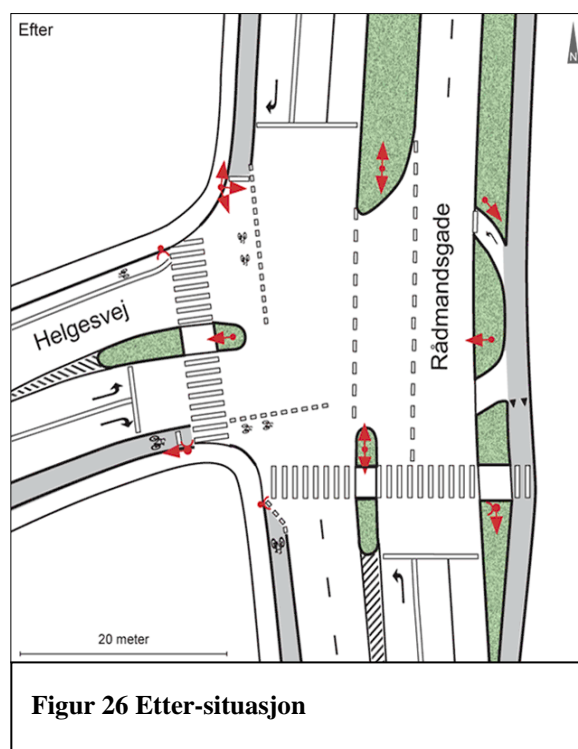 Efter
N
Helgesvej
Rådmandsgade
20 meter
Figur 26 Etter-situasjon